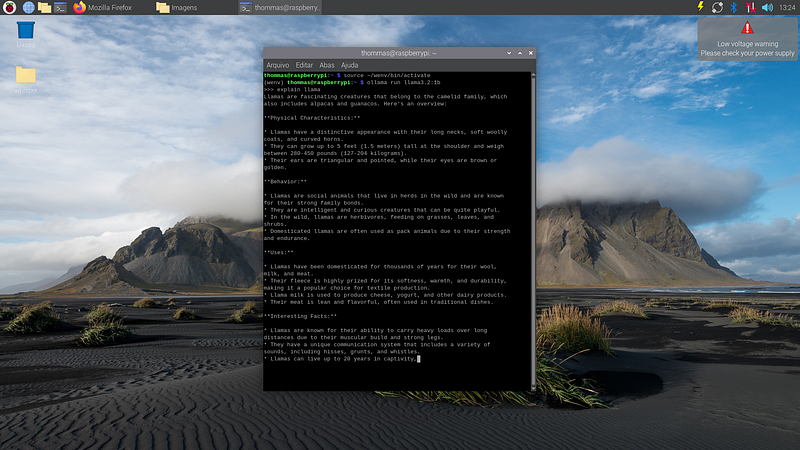 Mozilla Firefox
Imagens
thommas@raspberry...
13:24
Low voltage warning
Please check your power supply
Lixeira
thommas@raspberrypi: ~
Arquivo Editar Abas Ajuda
thommas@raspberrypi:~ $ source ~/wenv/bin/activate
(wenv) thommas@raspberrypi:~ $ ollama run llama3.2:1b
>>> explain llama
Llamas are fascinating creatures that belong to the camelid family, which
also includes alpacas and guanacos. Here's an overview:
**Physical Characteristics:**
* Llamas have a distinctive appearance with their long necks, soft woolly
coats, and curved horns.
* They can grow up to 5 feet (1.5 meters) tall at the shoulder and weigh
between 280-450 pounds (127-204 kilograms).
* Their ears are triangular and pointed, while their eyes are brown or
golden.
**Behavior:**
* Llamas are social animals that live in herds in the wild and are known
for their strong family bonds.
* They are intelligent and curious creatures that can be quite playful.
* In the wild, llamas are herbivores, feeding on grasses, leaves, and
shrubs.
* Domesticated llamas are often used as pack animals due to their strength
and endurance.
**Uses:**
* Llamas have been domesticated for thousands of years for their wool,
milk, and meat.
* Their fleece is highly prized for its softness, warmth, and durability,
making it a popular choice for textile production.
* Llama milk is used to produce cheese, yogurt, and other dairy products.
* Their meat is lean and flavorful, often used in traditional dishes.
**Interesting Facts:**
* Llamas are known for their ability to carry heavy loads over long
distances due to their muscular build and strong legs.
* They have a unique communication system that includes a variety of
sounds, including hisses, grunts, and whistles.
* Llamas can live up to 20 years in captivity,